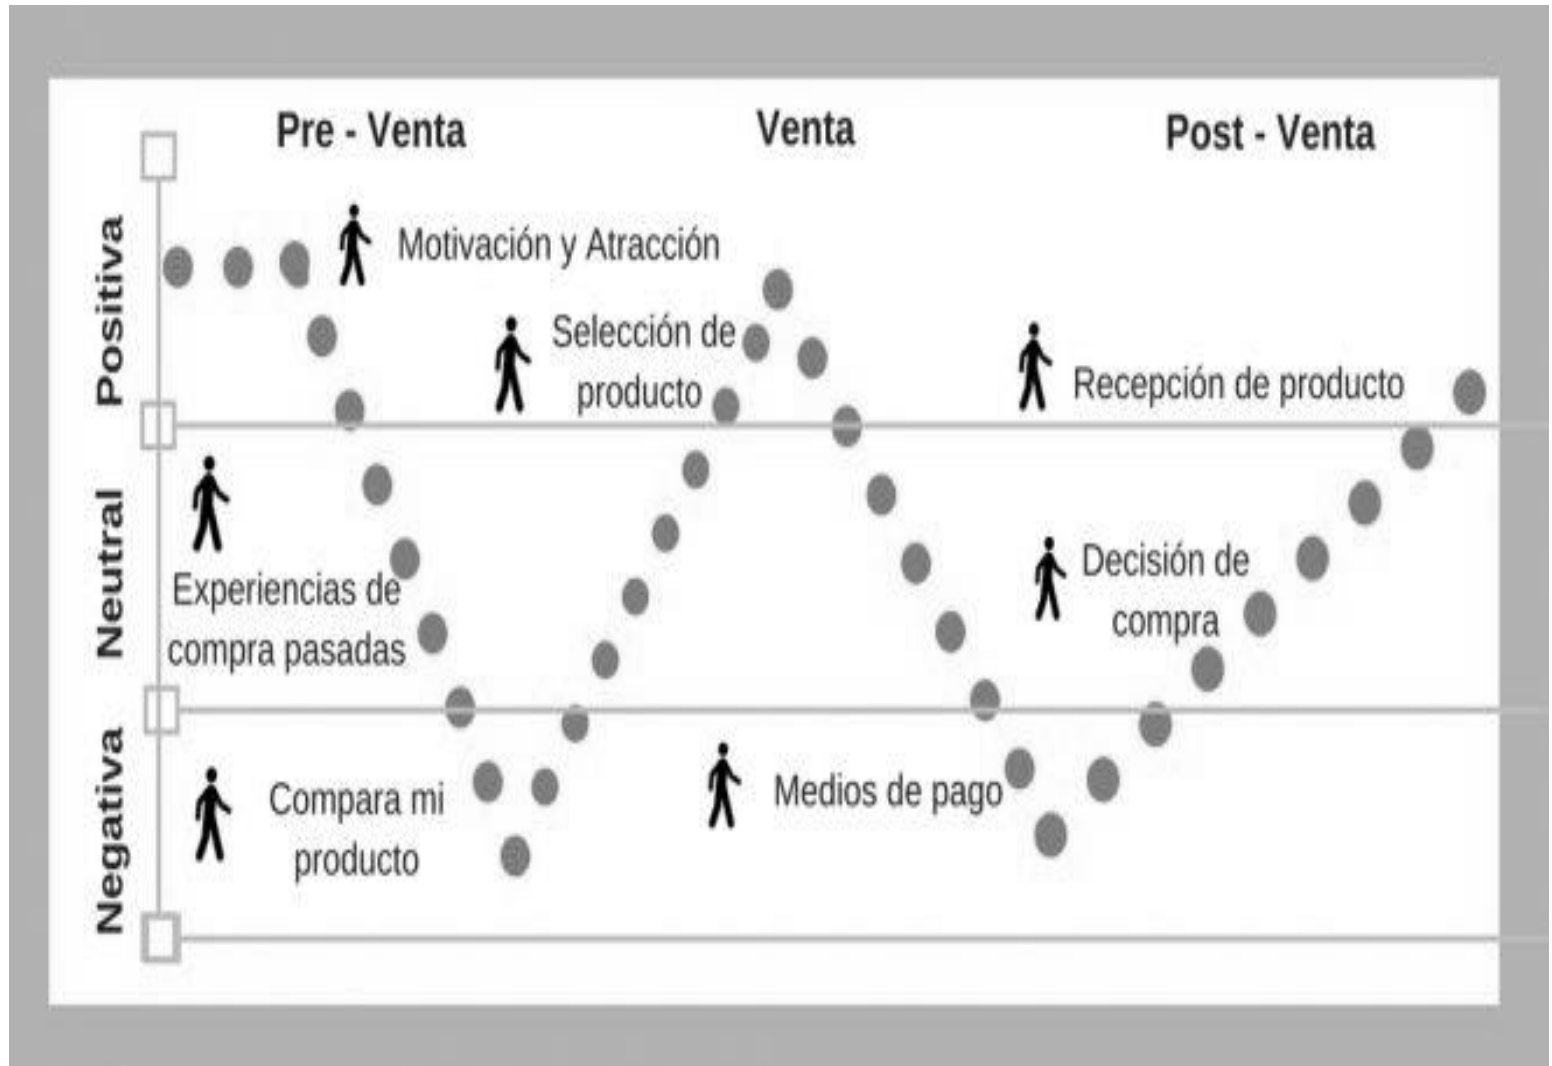 Pre - Venta
Venta
Post - Venta
Positiva
Motivación y Atracción
Selección de
producto
Recepción de producto
Neutral
Experiencias de
compra pasadas
Decisión de
compra
Negativa
Compara mi
producto
Medios de pago